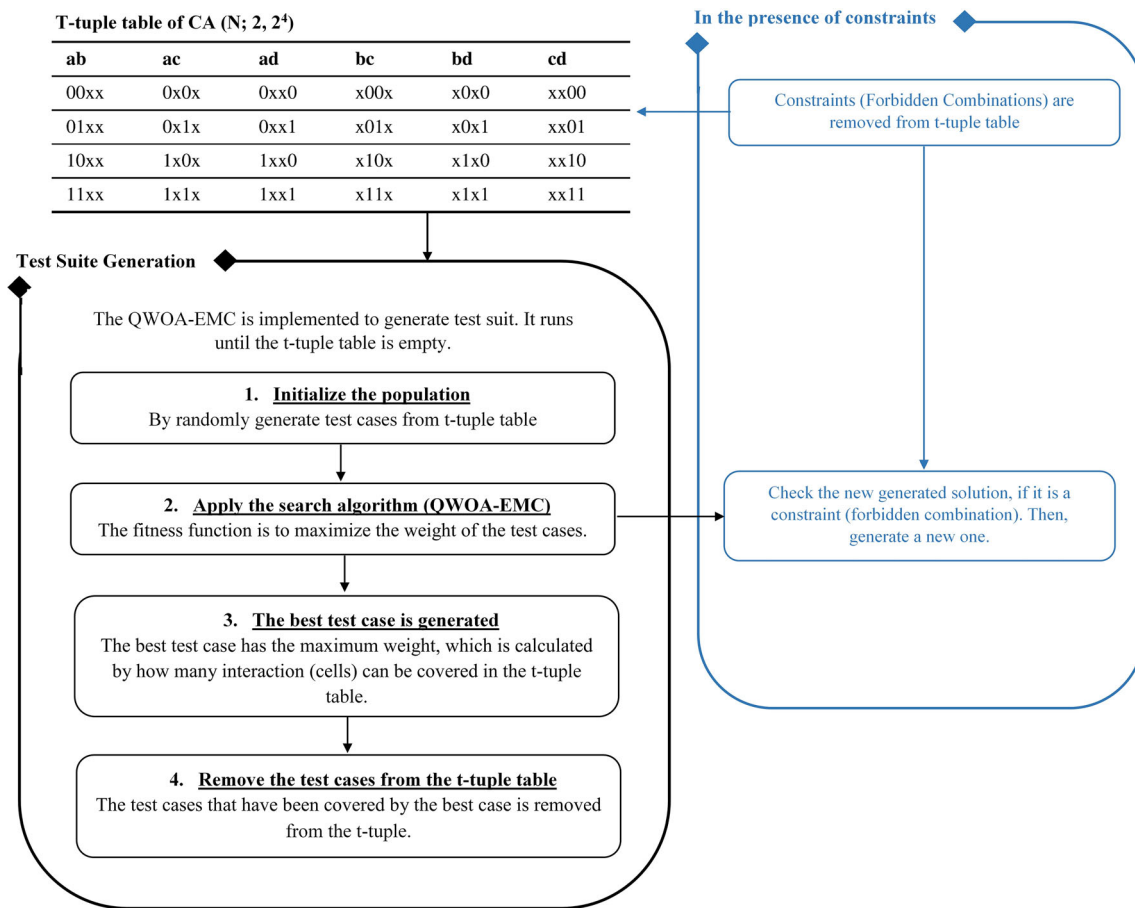 T-tuple table of CA (N; 2, 2⁴)
ab ac ad bc bd cd
00xx 0x0x 0xx0 x00x x0x0 xx00
01xx 0x1x 0xx1 x01x x0x1 xx01
10xx 1x0x 1xx0 x10x x1x0 xx10
11xx 1x1x 1xx1 x11x x1x1 xx11
In the presence of constraints
Constraints (Forbidden Combinations) are
removed from t-tuple table
Test Suite Generation
The QWOA-EMC is implemented to generate test suit. It runs
until the t-tuple table is empty.
1. Initialize the population
By randomly generate test cases from t-tuple table
2. Apply the search algorithm (QWOA-EMC)
The fitness function is to maximize the weight of the test cases.
Check the new generated solution, if it is a
constraint (forbidden combination). Then,
generate a new one.
3. The best test case is generated
The best test case has the maximum weight, which is calculated
by how many interaction (cells) can be covered in the t-tuple
table.
4. Remove the test cases from the t-tuple table
The test cases that have been covered by the best case is removed
from the t-tuple.